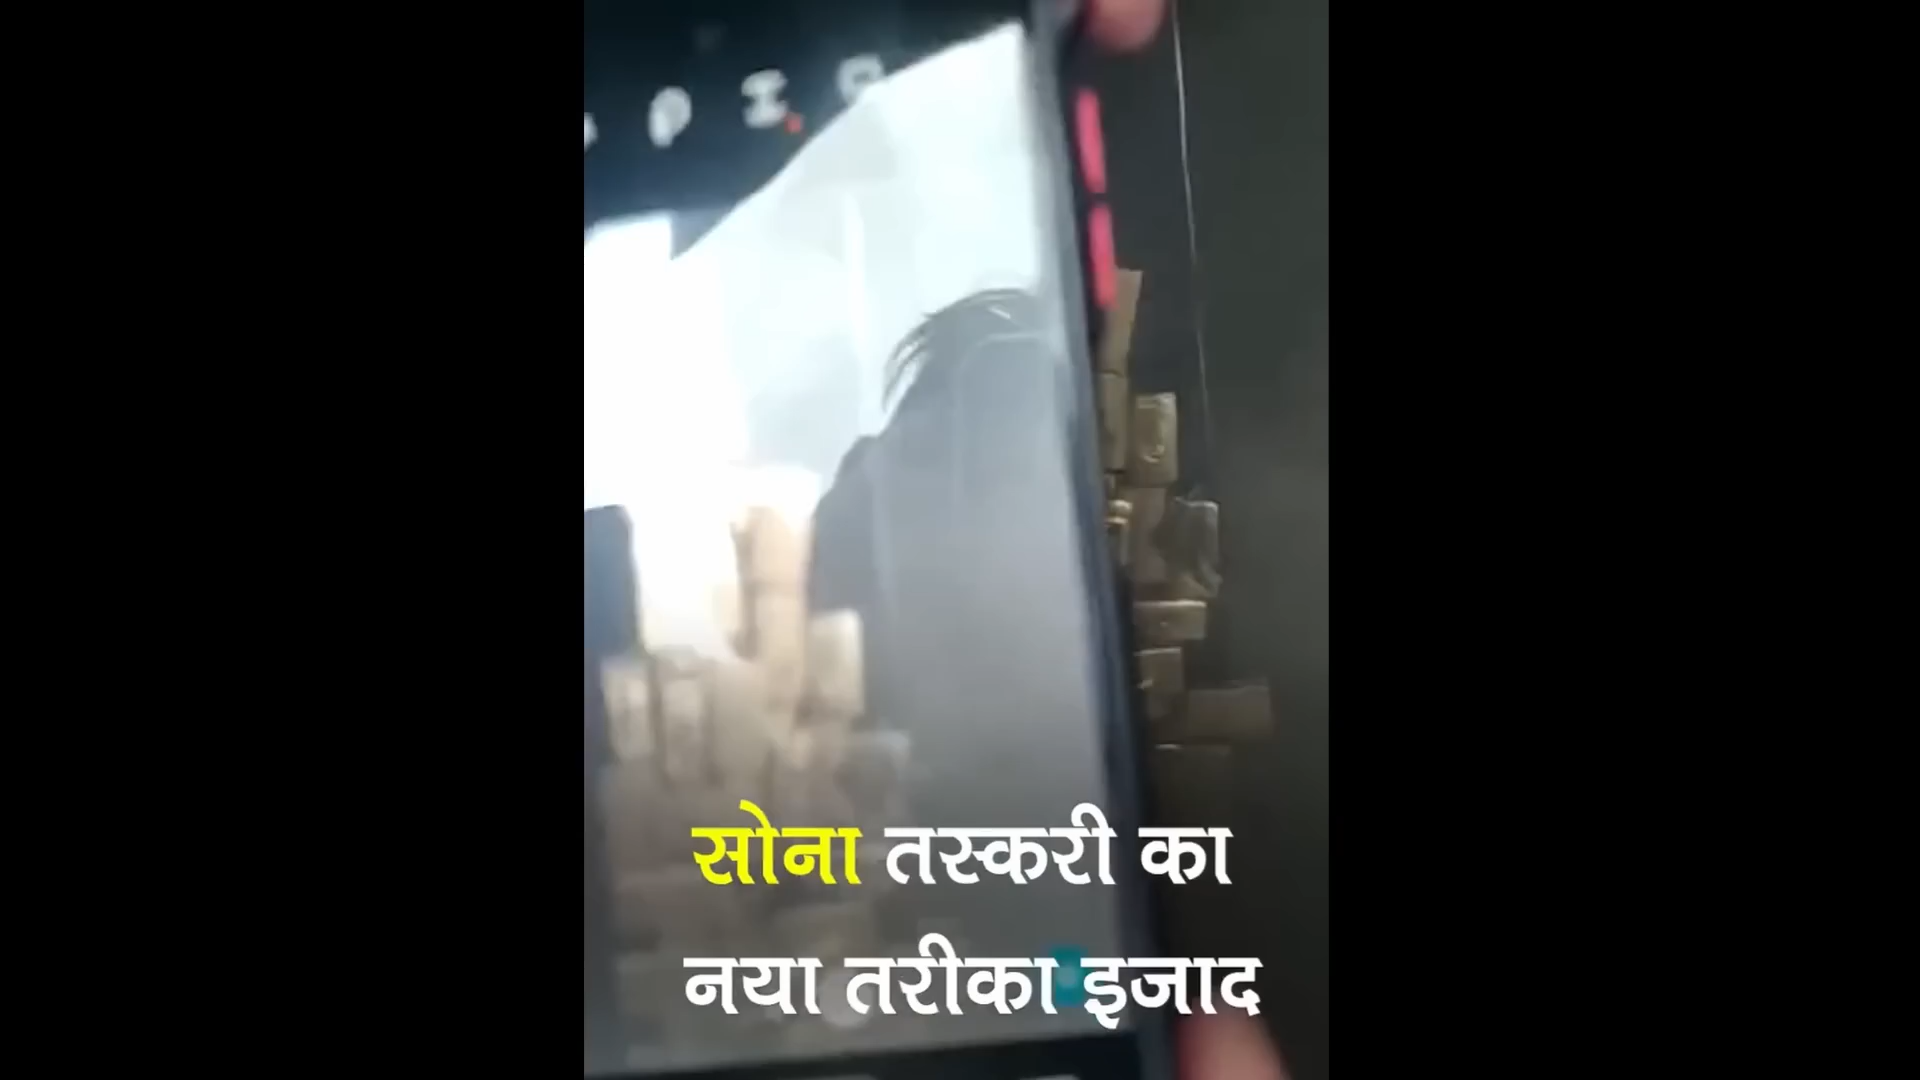 सोना तस्करी का
नया तरीका इजाद